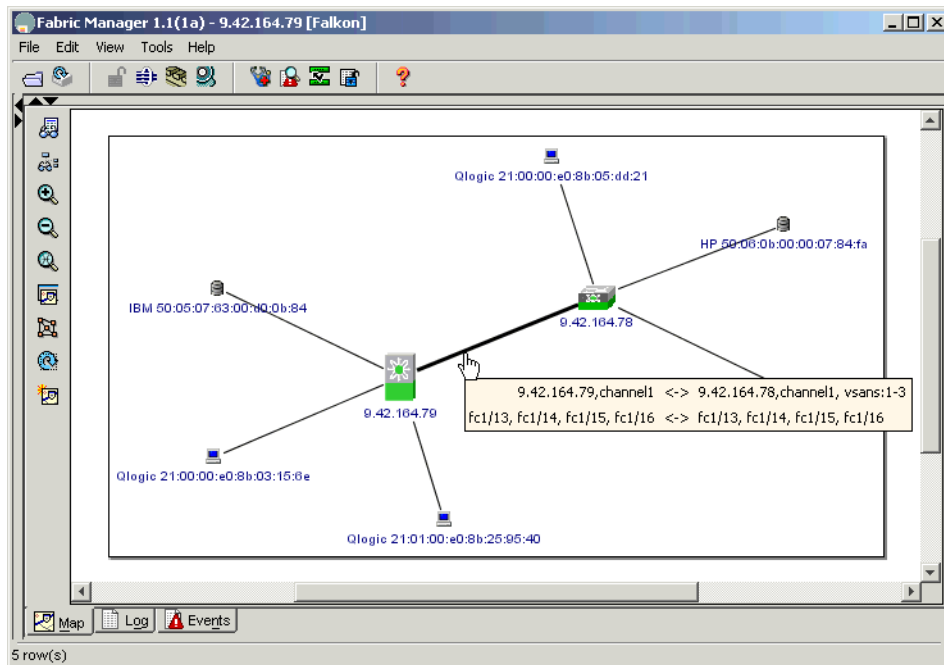 Fabric Manager 1.1(1a) - 9.42.164.79 [Falkon]
File Edit View Tools Help
Qlogic 21:00:00:e0:8b:05:dd:21
HP 50:06:0b:00:00:07:84:fa
IBM 50:05:07:63:00:d0:0b:84
9.42.164.78
9.42.164.79,channel1 <-> 9.42.164.78,channel1, vsans:1-3
fc1/13, fc1/14, fc1/15, fc1/16 <-> fc1/13, fc1/14, fc1/15, fc1/16
9.42.164.79
Qlogic 21:00:00:e0:8b:03:15:6e
Qlogic 21:01:00:e0:8b:25:95:40
Map Log Events
5 row(s)